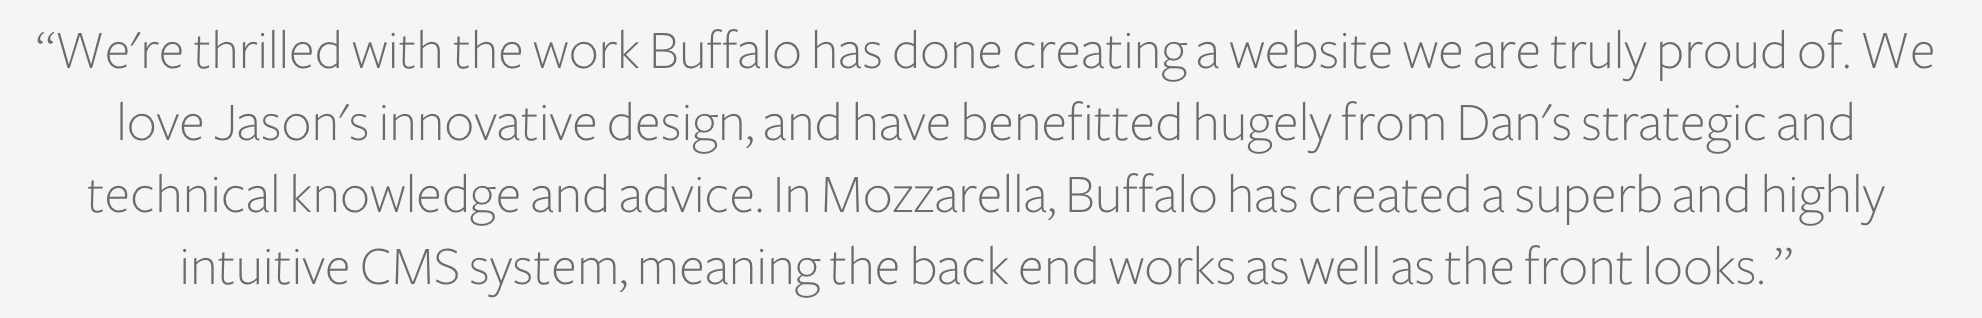 “We're thrilled with the work Buffalo has done creating a website we are truly proud of. We
love Jason's innovative design, and have benefitted hugely from Dan's strategic and
technical knowledge and advice. In Mozzarella, Buffalo has created a superb and highly
intuitive CMS system, meaning the back end works as well as the front looks. ”